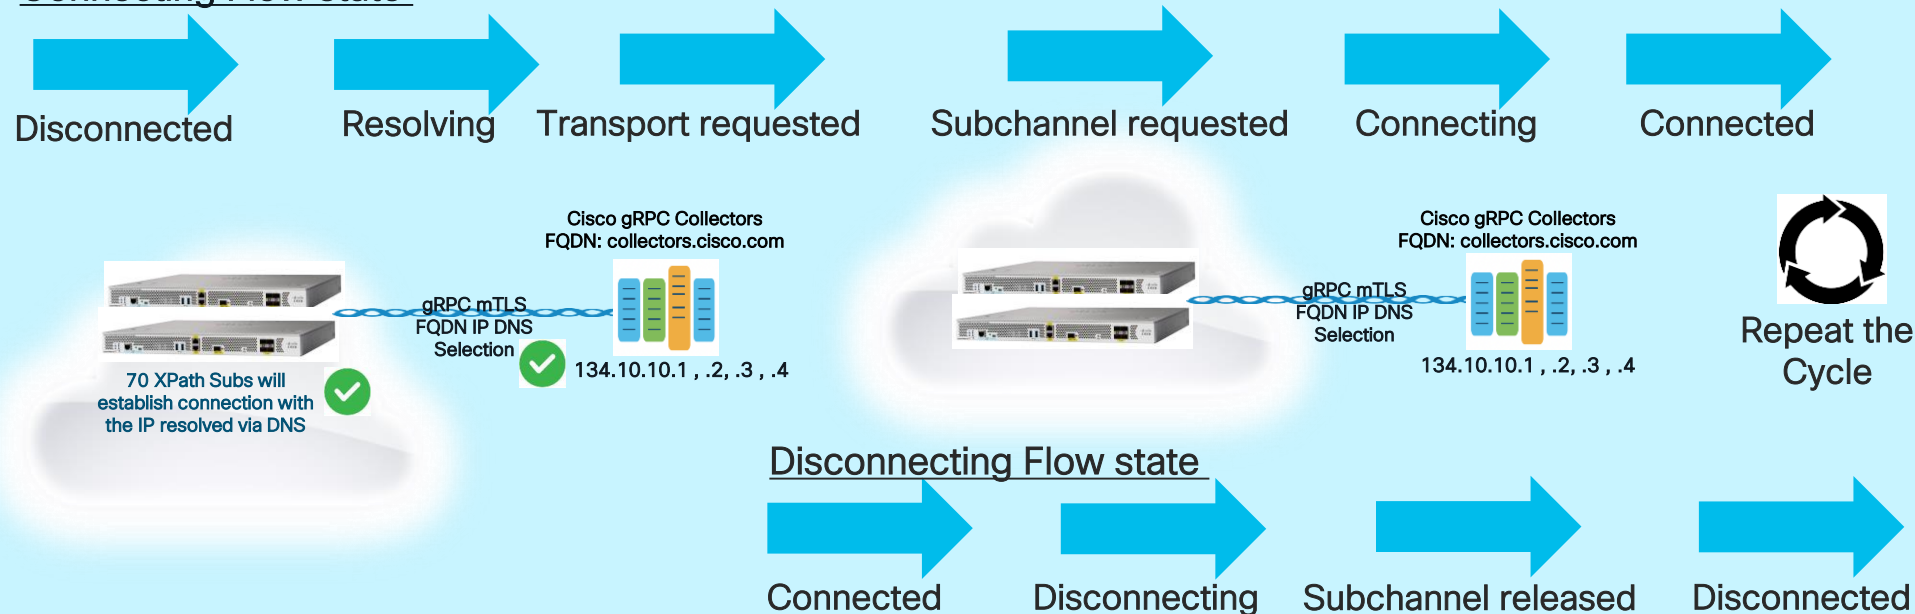 Connecting Flow state
Disconnected
Resolving
Transport requested
Subchannel requested
Connecting
Connected
Cisco gRPC Collectors
FQDN: collectors.cisco.com
gRPC mTLS
FQDN IP DNS
Selection
134.10.10.1 , .2, .3 , .4
70 XPath Subs will
establish connection with
the IP resolved via DNS
Cisco gRPC Collectors
FQDN: collectors.cisco.com
gRPC mTLS
FQDN IP DNS
Selection
134.10.10.1 , .2, .3 , .4
Repeat the
Cycle
Disconnecting Flow state
Connected
Disconnecting
Subchannel released
Disconnected